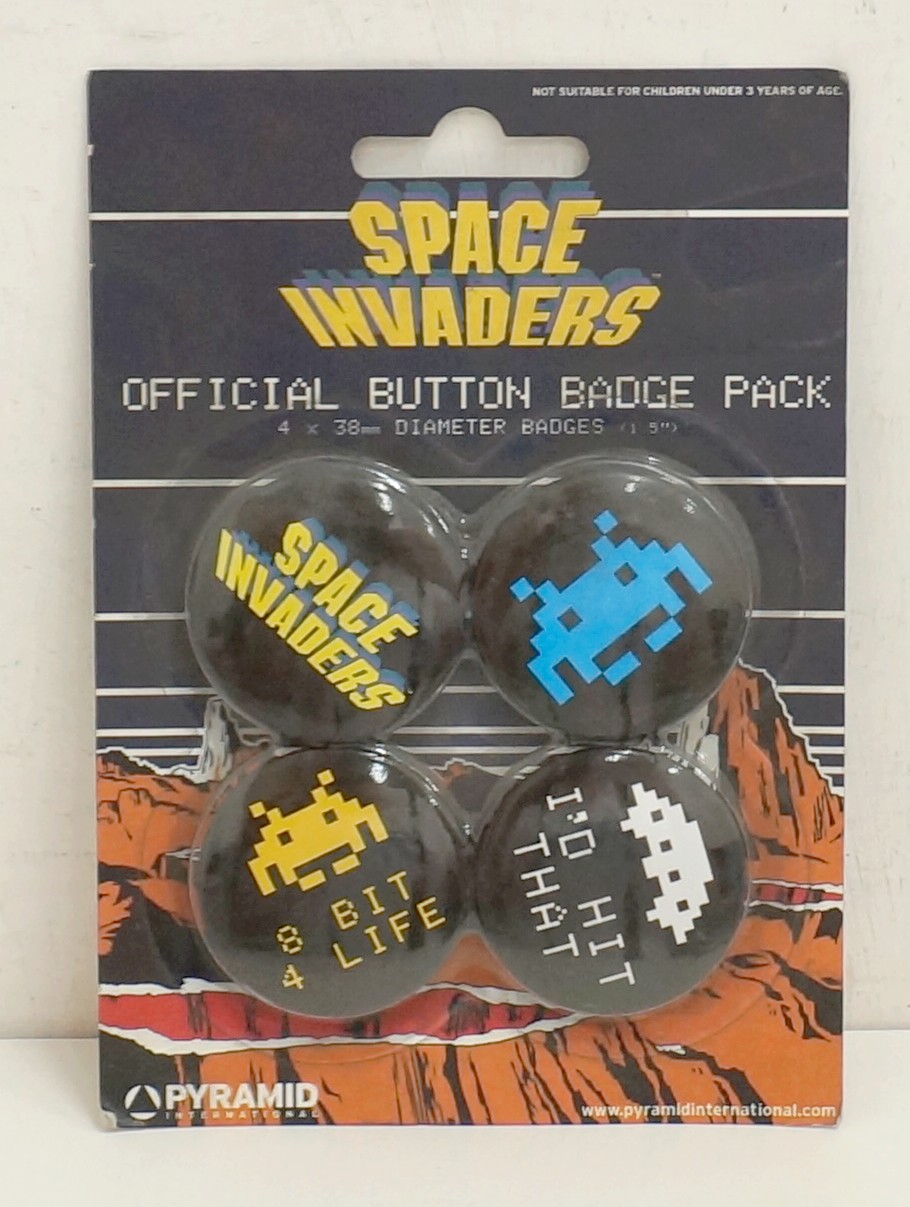 NOT SUITABLE FOR CHILDREN UNDER 3 YEARS OF AGE.
SPACE
INVADERS™
OFFICIAL BUTTON BADGE PACK
4 x 38mm DIAMETER BADGES (1.5")
SPACE
INVADERS
8 BIT
4 LIFE
I'D HIT
THAT
PYRAMID
INTERNATIONAL
www.pyramidinternational.com